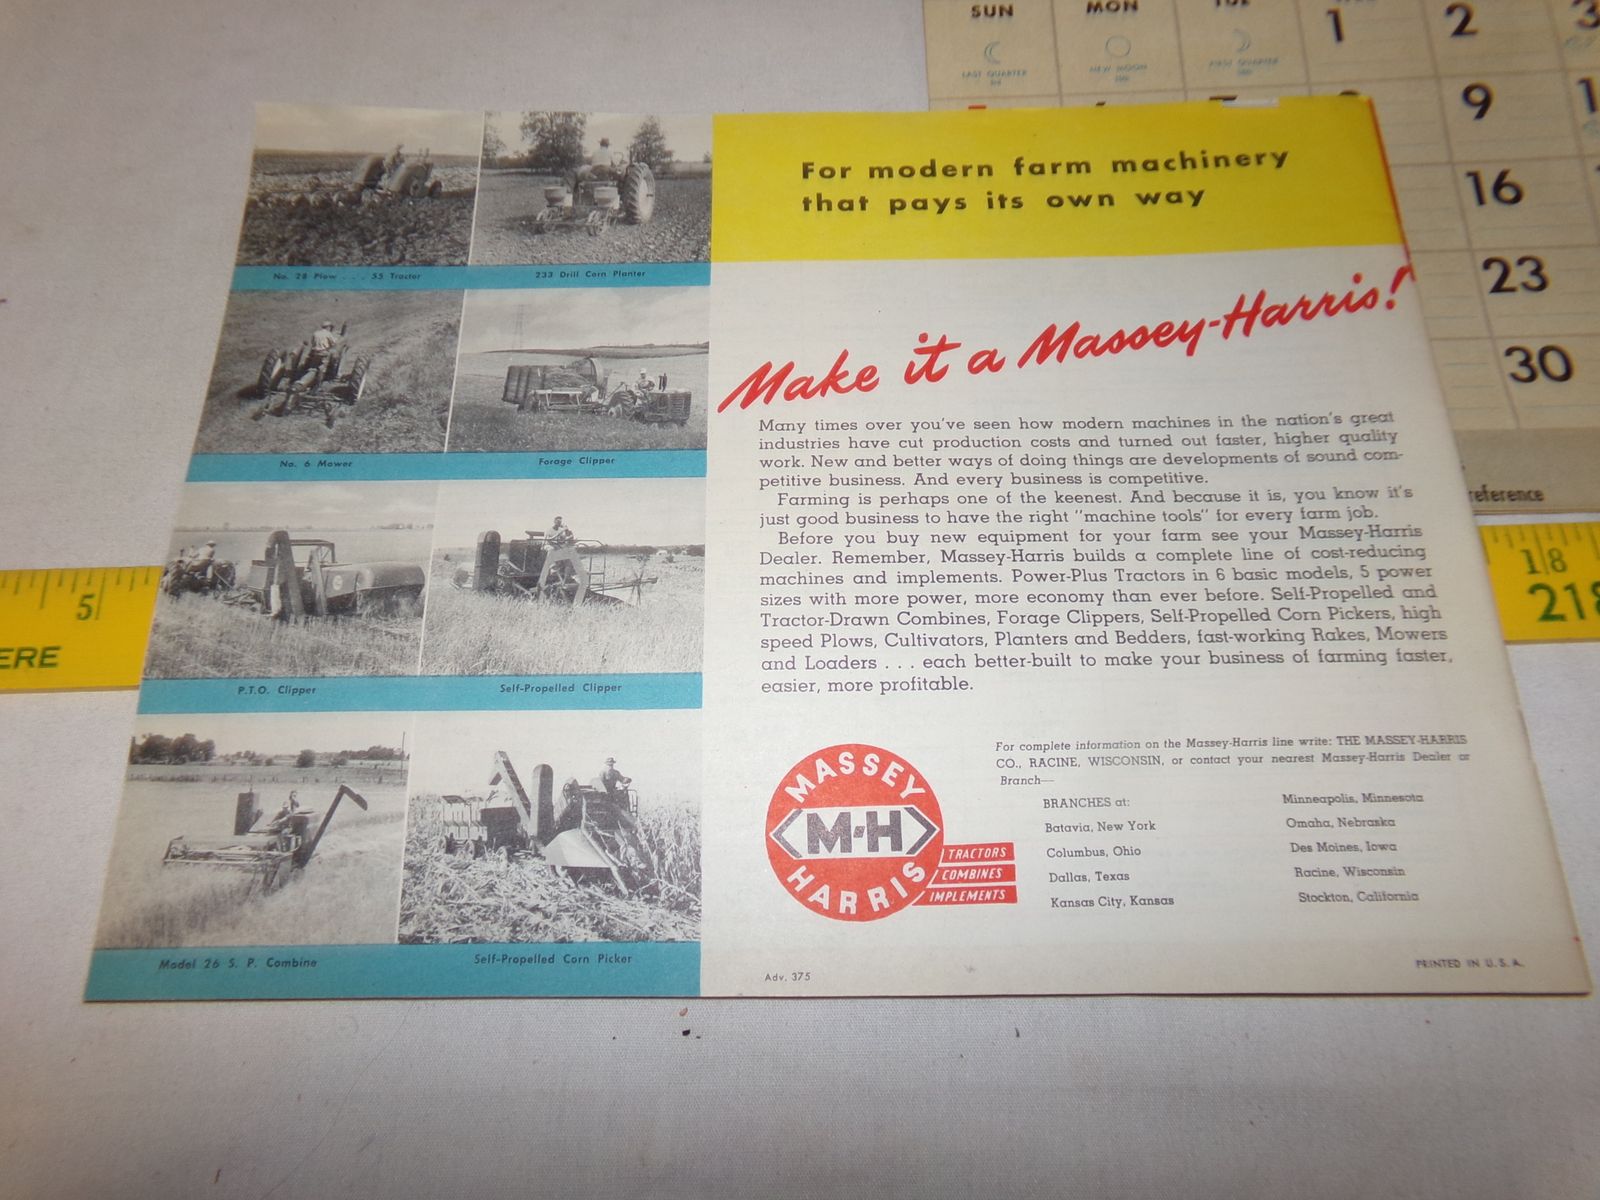 SUN MON
1 2 3
LAST QUARTER
NEW MOON
FIRST QUARTER
9
16
23
30
reference
5
ERE
18
218
No. 28 Plow . . . 55 Tractor
233 Drill Corn Planter
No. 6 Mower
Forage Clipper
P.T.O. Clipper
Self-Propelled Clipper
Model 26 S. P. Combine
Self-Propelled Corn Picker
For modern farm machinery
that pays its own way
Make it a Massey-Harris!
Many times over you've seen how modern machines in the nation's great
industries have cut production costs and turned out faster, higher quality
work. New and better ways of doing things are developments of sound com-
petitive business. And every business is competitive.
Farming is perhaps one of the keenest. And because it is, you know it's
just good business to have the right "machine tools" for every farm job.
Before you buy new equipment for your farm see your Massey-Harris
Dealer. Remember, Massey-Harris builds a complete line of cost-reducing
machines and implements. Power-Plus Tractors in 6 basic models, 5 power
sizes with more power, more economy than ever before. Self-Propelled and
Tractor-Drawn Combines, Forage Clippers, Self-Propelled Corn Pickers, high
speed Plows, Cultivators, Planters and Bedders, fast-working Rakes, Mowers
and Loaders . . . each better-built to make your business of farming faster,
easier, more profitable.
MASSEY
M-H
HARRIS
TRACTORS
COMBINES
IMPLEMENTS
For complete information on the Massey-Harris line write: THE MASSEY-HARRIS
CO., RACINE, WISCONSIN, or contact your nearest Massey-Harris Dealer or
Branch—
BRANCHES at:
Batavia, New York
Columbus, Ohio
Dallas, Texas
Kansas City, Kansas
Minneapolis, Minnesota
Omaha, Nebraska
Des Moines, Iowa
Racine, Wisconsin
Stockton, California
Adv. 375
PRINTED IN U. S. A.